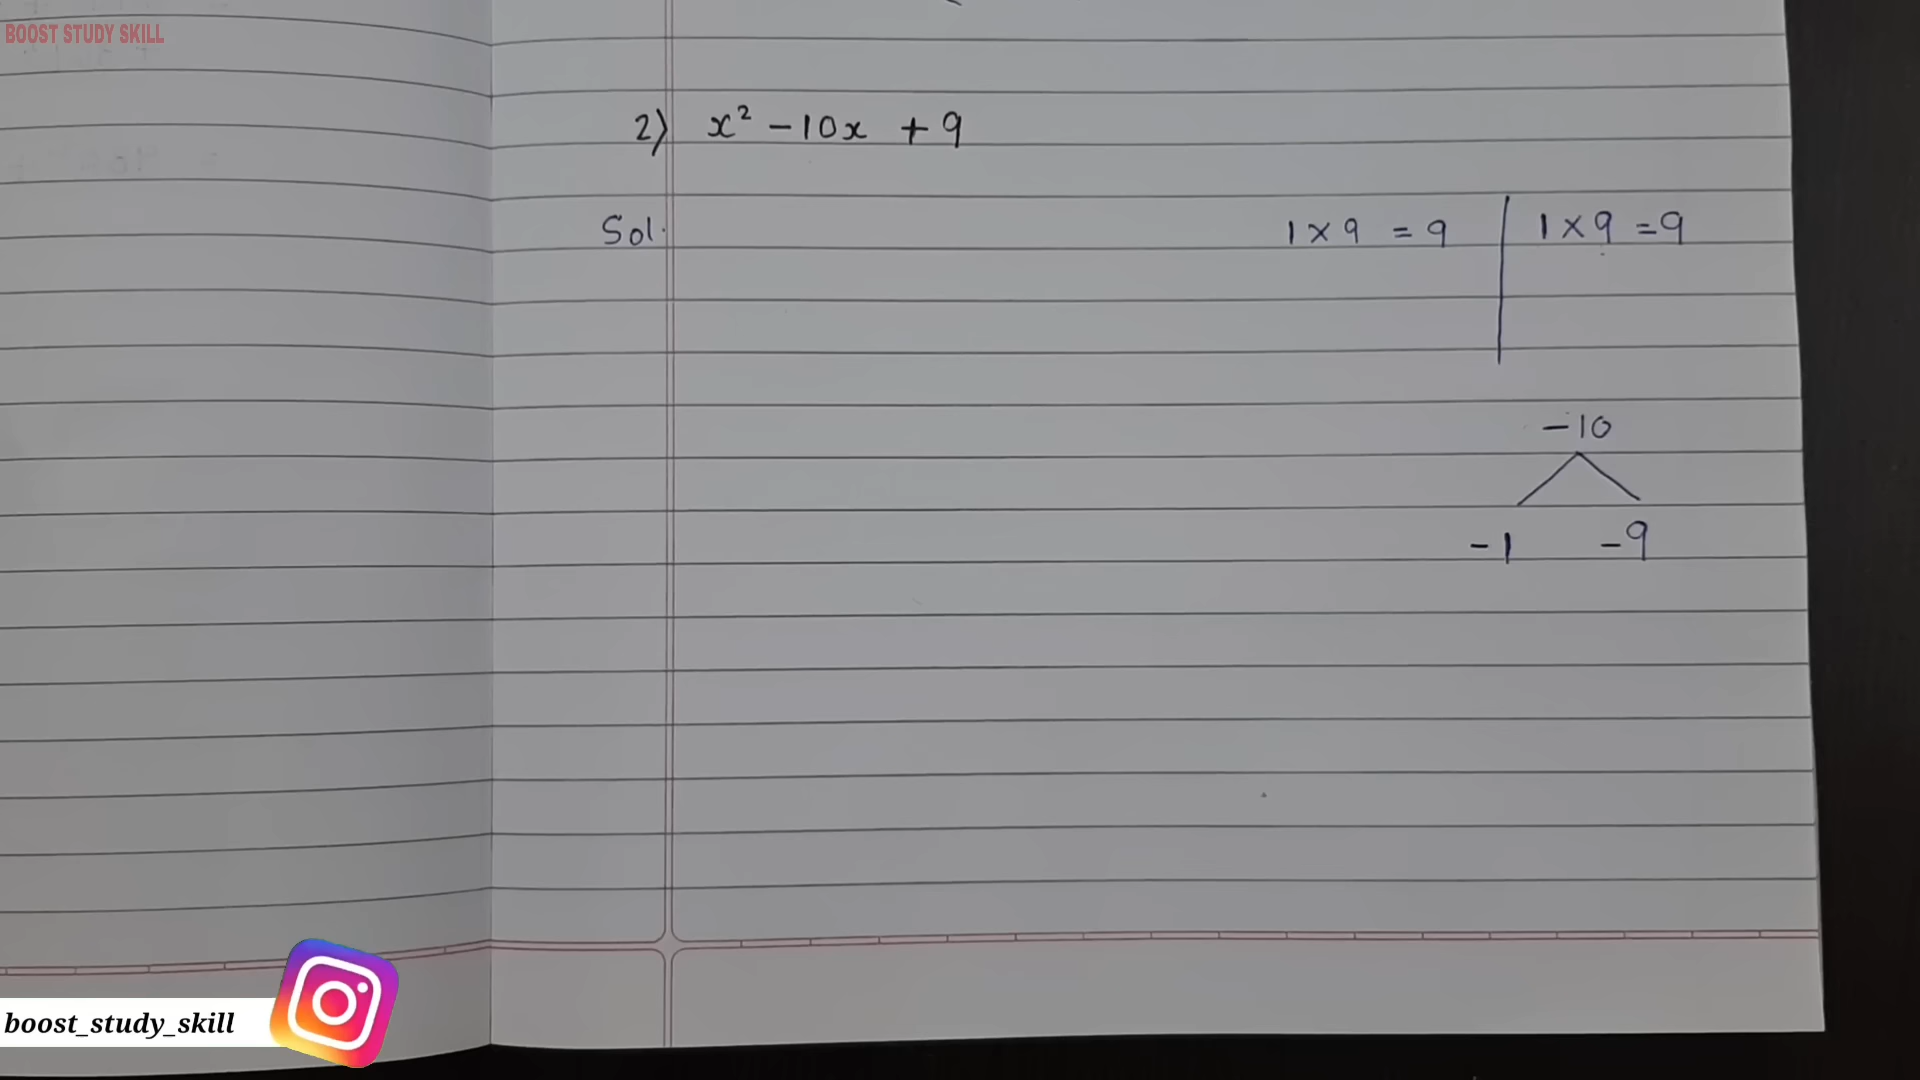 BOOST STUDY SKILL
2) x² - 10x + 9
Sol.
1 × 9 = 9 | 1 × 9 = 9
-10
-1 -9
boost_study_skill